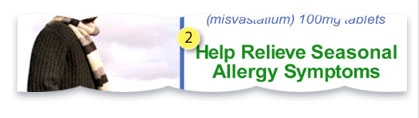 (misvastatium) 100mg tablets
2
Help Relieve Seasonal
Allergy Symptoms